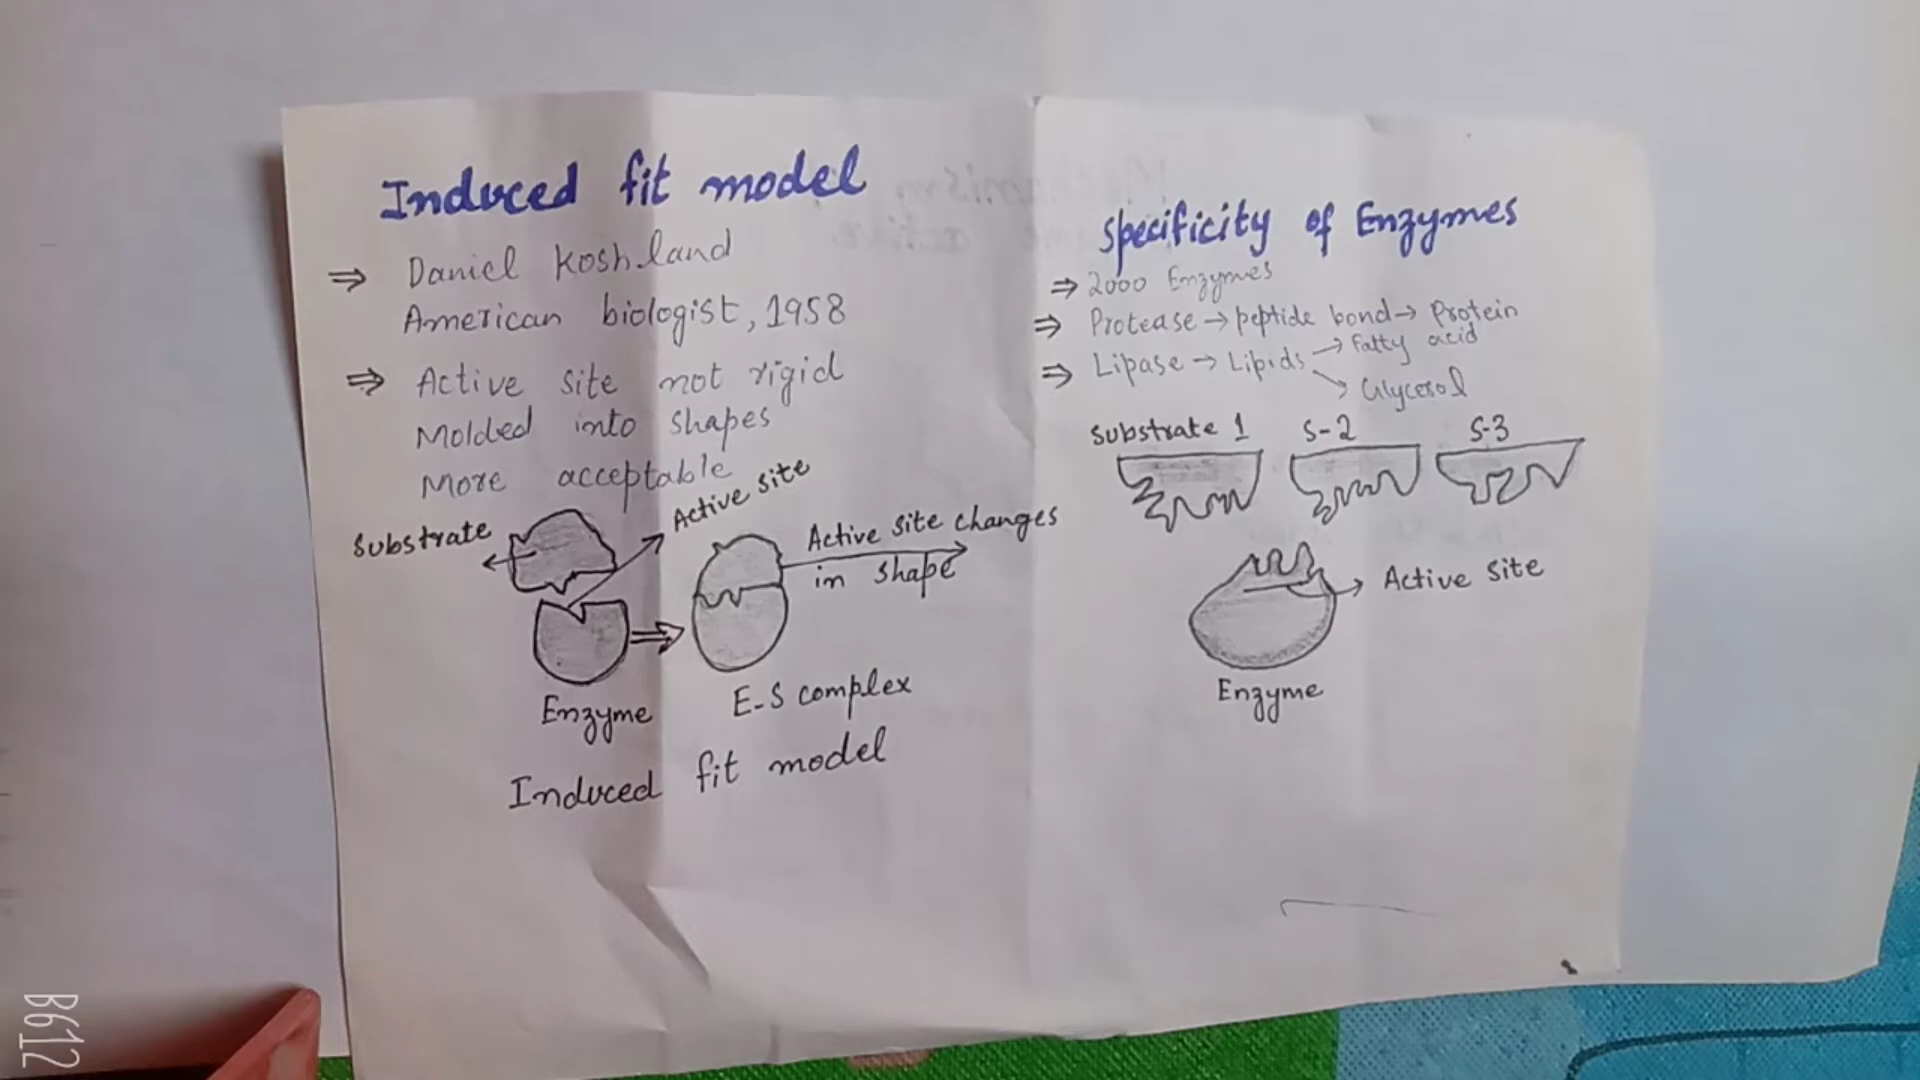 Induced fit model
⇒ Daniel Koshland
American biologist, 1958
⇒ Active site not rigid
Molded into shapes
More acceptable
Substrate
Active site
Active site changes
in shape
Enzyme
E-S complex
Induced fit model
Specificity of Enzymes
⇒ 2000 Enzymes
⇒ Protease → peptide bond → Protein
⇒ Lipase → Lipids → fatty acid
→ Glycerol
Substrate 1 S-2 S-3
Active site
Enzyme
B612